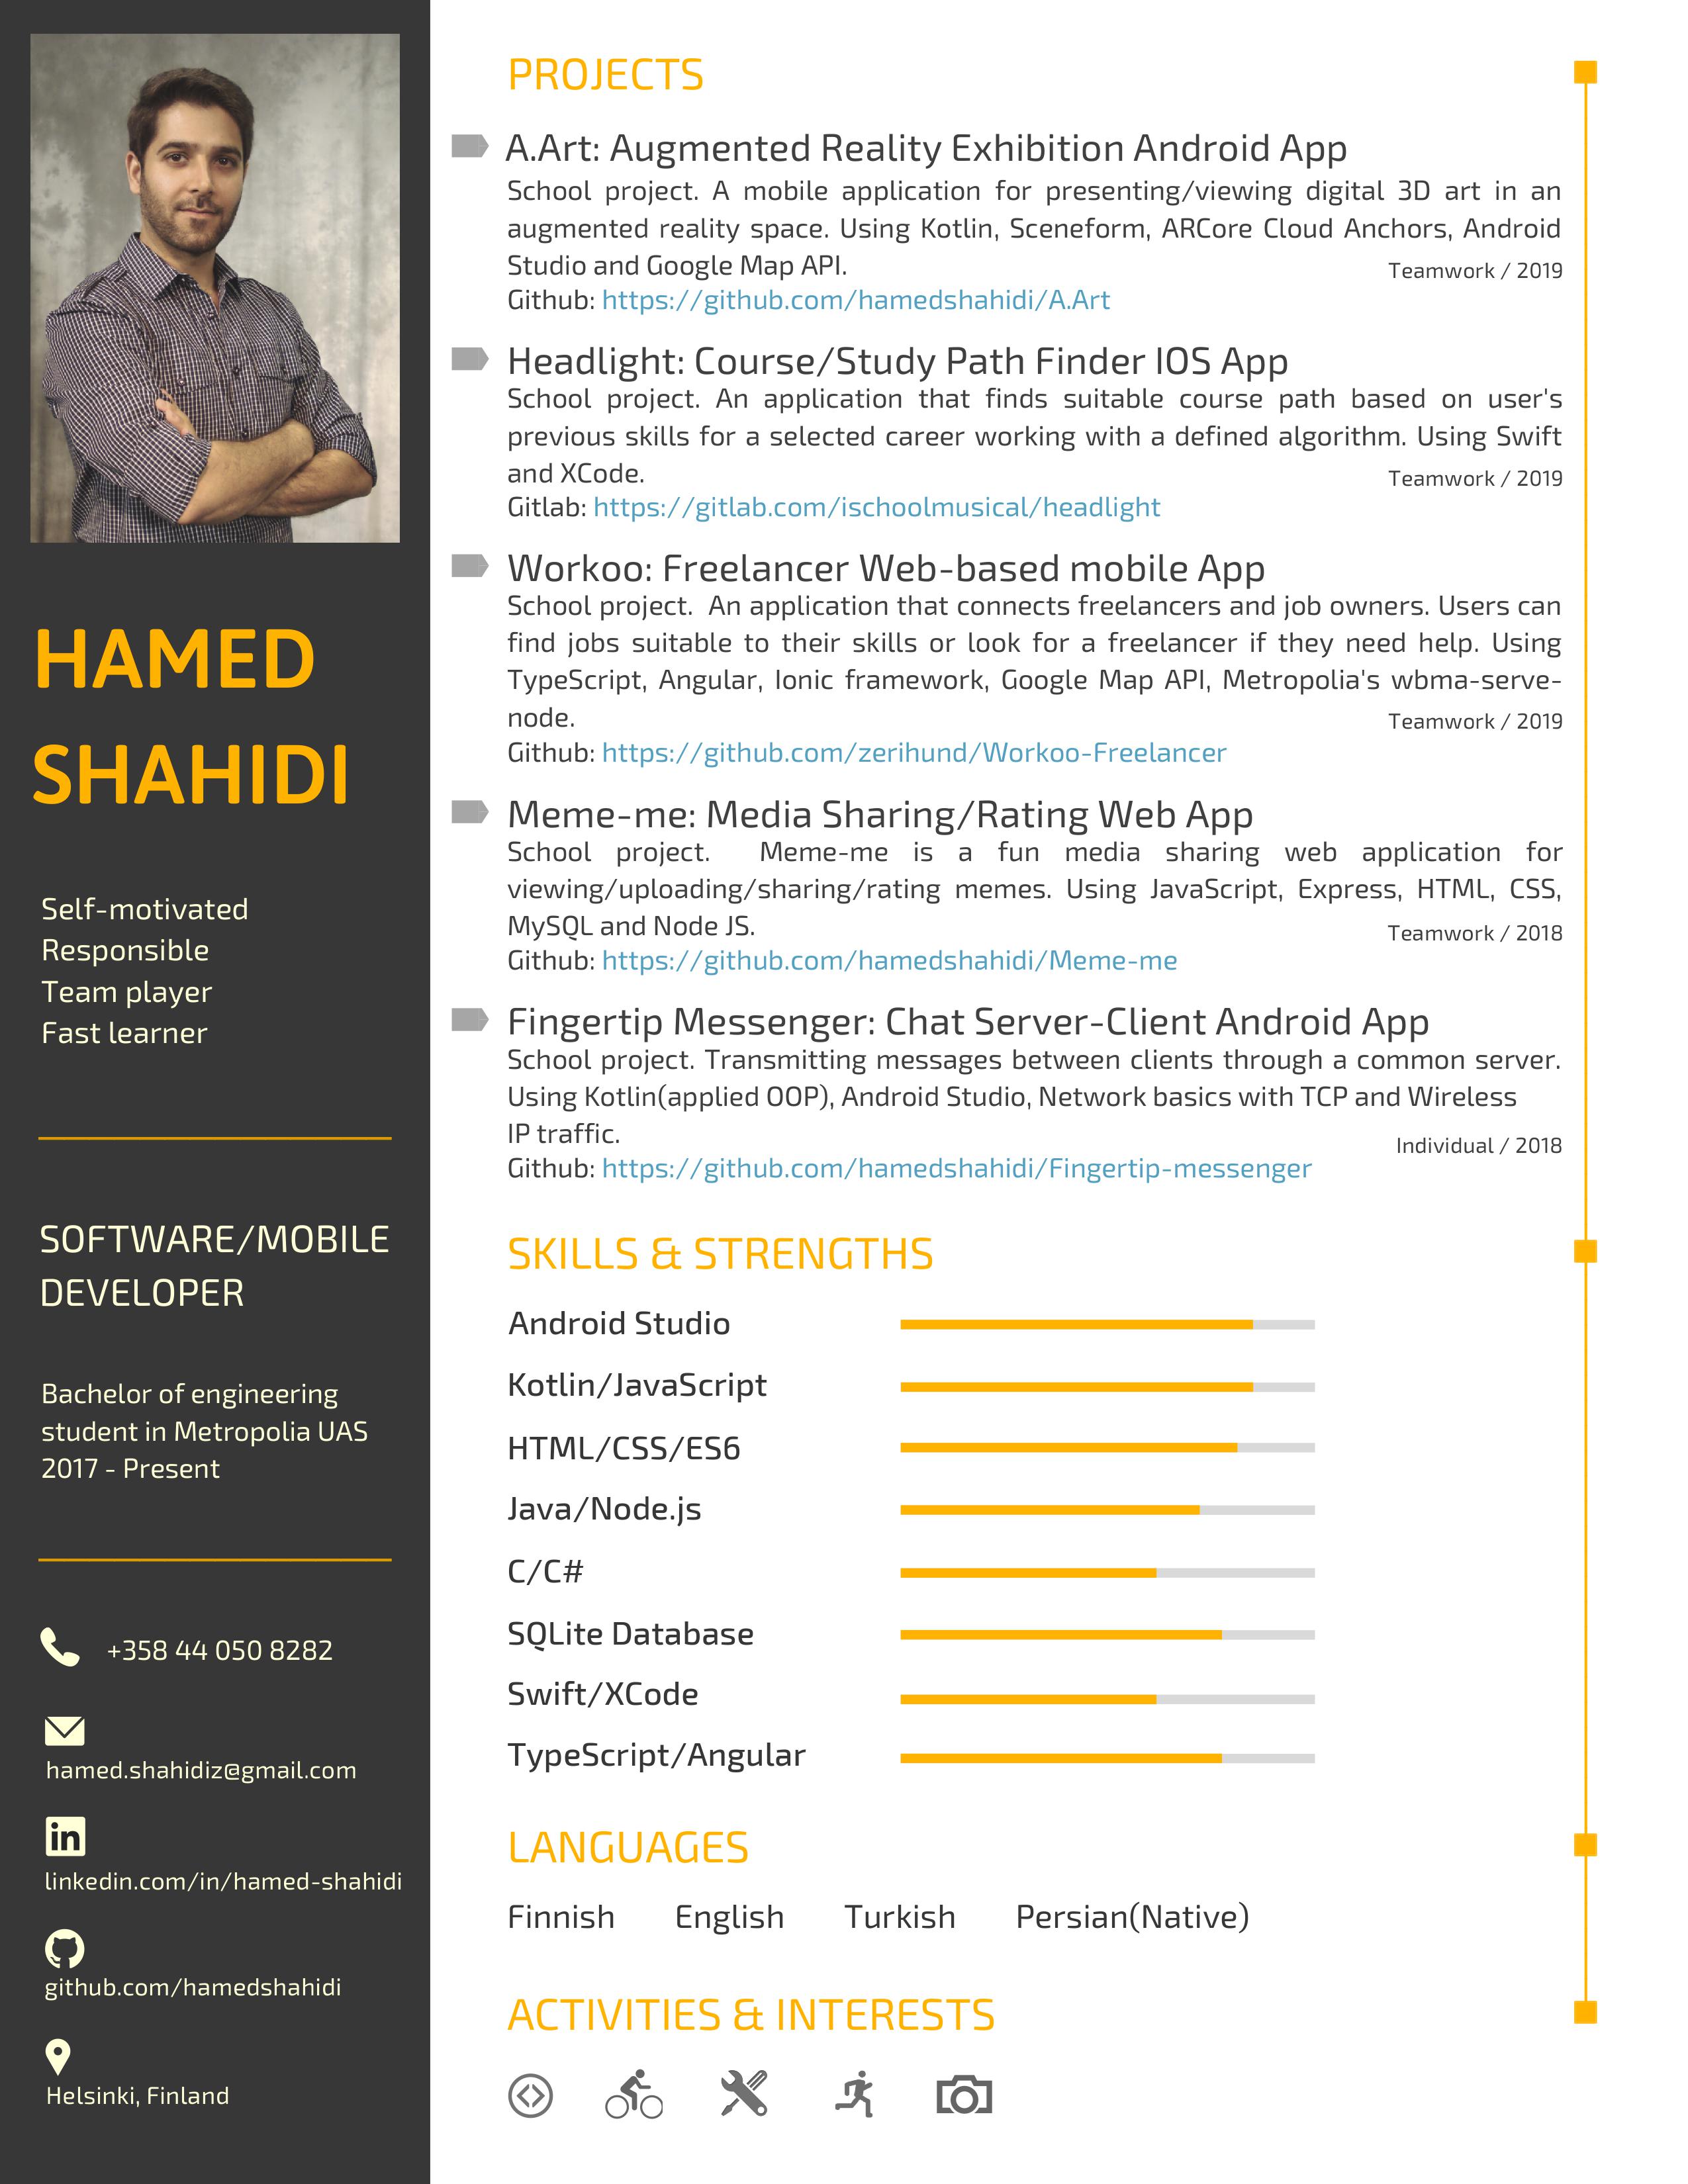 HAMED
SHAHIDI
Self-motivated
Responsible
Team player
Fast learner
SOFTWARE/MOBILE
DEVELOPER
Bachelor of engineering
student in Metropolia UAS
2017 - Present
+358 44 050 8282
hamed.shahidiz@gmail.com
in
linkedin.com/in/hamed-shahidi
github.com/hamedshahidi
Helsinki, Finland
PROJECTS
A.Art: Augmented Reality Exhibition Android App
School project. A mobile application for presenting/viewing digital 3D art in an
augmented reality space. Using Kotlin, Sceneform, ARCore Cloud Anchors, Android
Studio and Google Map API.
Teamwork / 2019
Github: https://github.com/hamedshahidi/A.Art
Headlight: Course/Study Path Finder IOS App
School project. An application that finds suitable course path based on user's
previous skills for a selected career working with a defined algorithm. Using Swift
and XCode.
Teamwork / 2019
Gitlab: https://gitlab.com/ischoolmusical/headlight
Workoo: Freelancer Web-based mobile App
School project. An application that connects freelancers and job owners. Users can
find jobs suitable to their skills or look for a freelancer if they need help. Using
TypeScript, Angular, Ionic framework, Google Map API, Metropolia's wbma-serve-
node.
Teamwork / 2019
Github: https://github.com/zerihund/Workoo-Freelancer
Meme-me: Media Sharing/Rating Web App
School project. Meme-me is a fun media sharing web application for
viewing/uploading/sharing/rating memes. Using JavaScript, Express, HTML, CSS,
MySQL and Node JS.
Teamwork / 2018
Github: https://github.com/hamedshahidi/Meme-me
Fingertip Messenger: Chat Server-Client Android App
School project. Transmitting messages between clients through a common server.
Using Kotlin(applied OOP), Android Studio, Network basics with TCP and Wireless
IP traffic.
Individual / 2018
Github: https://github.com/hamedshahidi/Fingertip-messenger
SKILLS & STRENGTHS
Android Studio
Kotlin/JavaScript
HTML/CSS/ES6
Java/Node.js
C/C#
SQLite Database
Swift/XCode
TypeScript/Angular
LANGUAGES
Finnish English Turkish Persian(Native)
ACTIVITIES & INTERESTS